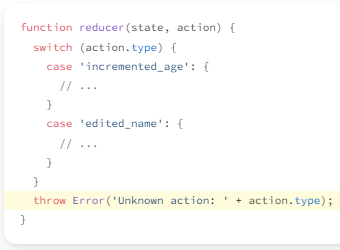 function reducer(state, action) {
  switch (action.type) {
    case 'incremented_age': {
      // ...
    }
    case 'edited_name': {
      // ...
    }
  }
  throw Error('Unknown action: ' + action.type);
}